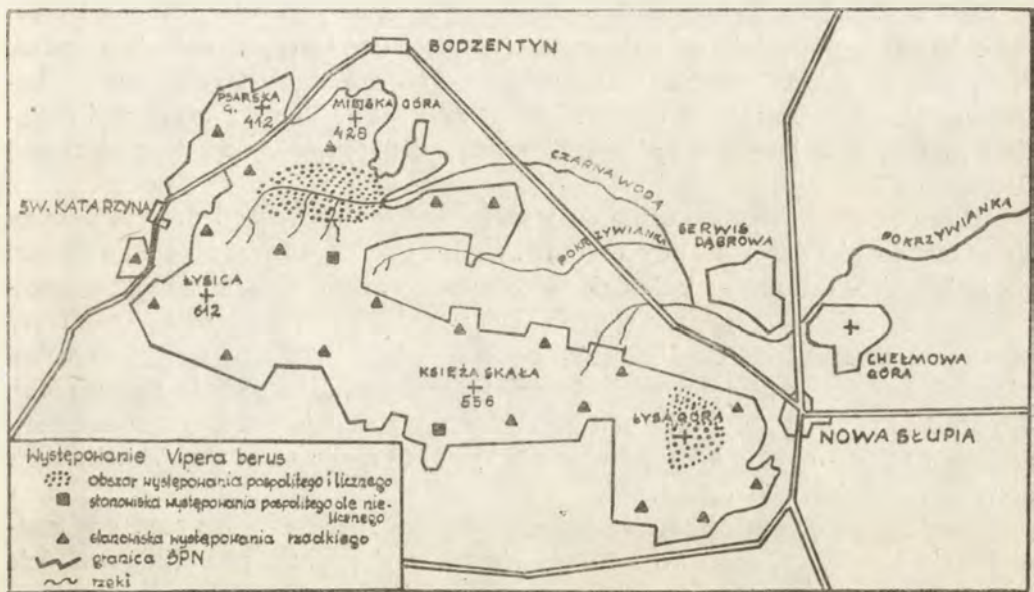 BODZENTYN
PSARSKA
G.
412
MIEJSKA GÓRA
428
CZARNA WODA
ŚW. KATARZYNA
POKRZYWIANKA
SERWIS
DĄBROWA
POKRZYWIANKA
ŁYSICA
612
CHEŁMOWA
GÓRA
KSIĘŻA SKAŁA
556
ŁYSA GÓRA
NOWA SŁUPIA
Występowanie Vipera berus
obszar występowania pospolitego i licznego
stanowiska występowania pospolitego ale nie-
licznego
stanowiska występowania rzadkiego
granica ŚPN
rzeki